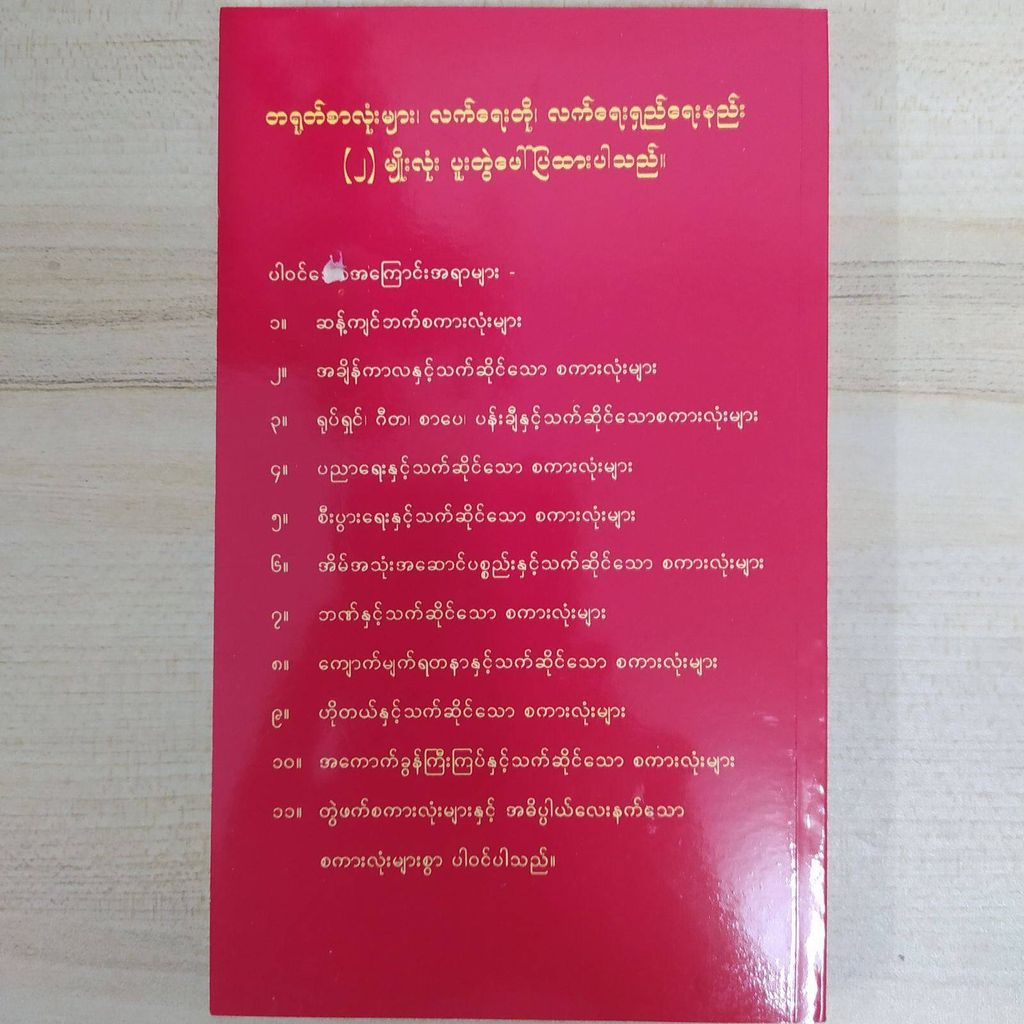 တရုတ်စာလုံးများ၊ လက်ရေးတို၊ လက်ရေးရှည်ရေးနည်း
(၂) မျိုးလုံး ပူးတွဲဖော်ပြထားပါသည်။
အကြောင်းအရာများ -
၁။ ဆန့်ကျင်ဘက်စကားလုံးများ
၂။ အချိန်ကာလနှင့်သက်ဆိုင်သော စကားလုံးများ
၃။ ရုပ်ရှင်၊ ဂီတ၊ စာပေ၊ ပန်းချီနှင့်သက်ဆိုင်သောစကားလုံးများ
၄။ ပညာရေးနှင့်သက်ဆိုင်သော စကားလုံးများ
၅။ စီးပွားရေးနှင့်သက်ဆိုင်သော စကားလုံးများ
၆။ အိမ်အသုံးအဆောင်ပစ္စည်းနှင့်သက်ဆိုင်သော စကားလုံးများ
၇။ ဘဏ်နှင့်သက်ဆိုင်သော စကားလုံးများ
၈။ ကျောက်မျက်ရတနာနှင့်သက်ဆိုင်သော စကားလုံးများ
၉။ ဟိုတယ်နှင့်သက်ဆိုင်သော စကားလုံးများ
၁၀။ အကောက်ခွန်ကြီးကြပ်နှင့်သက်ဆိုင်သော စကားလုံးများ
၁၁။ တွဲဖက်စကားလုံးများနှင့် အဓိပ္ပါယ်လေးနက်သော
စကားလုံးများစွာ ပါဝင်ပါသည်။